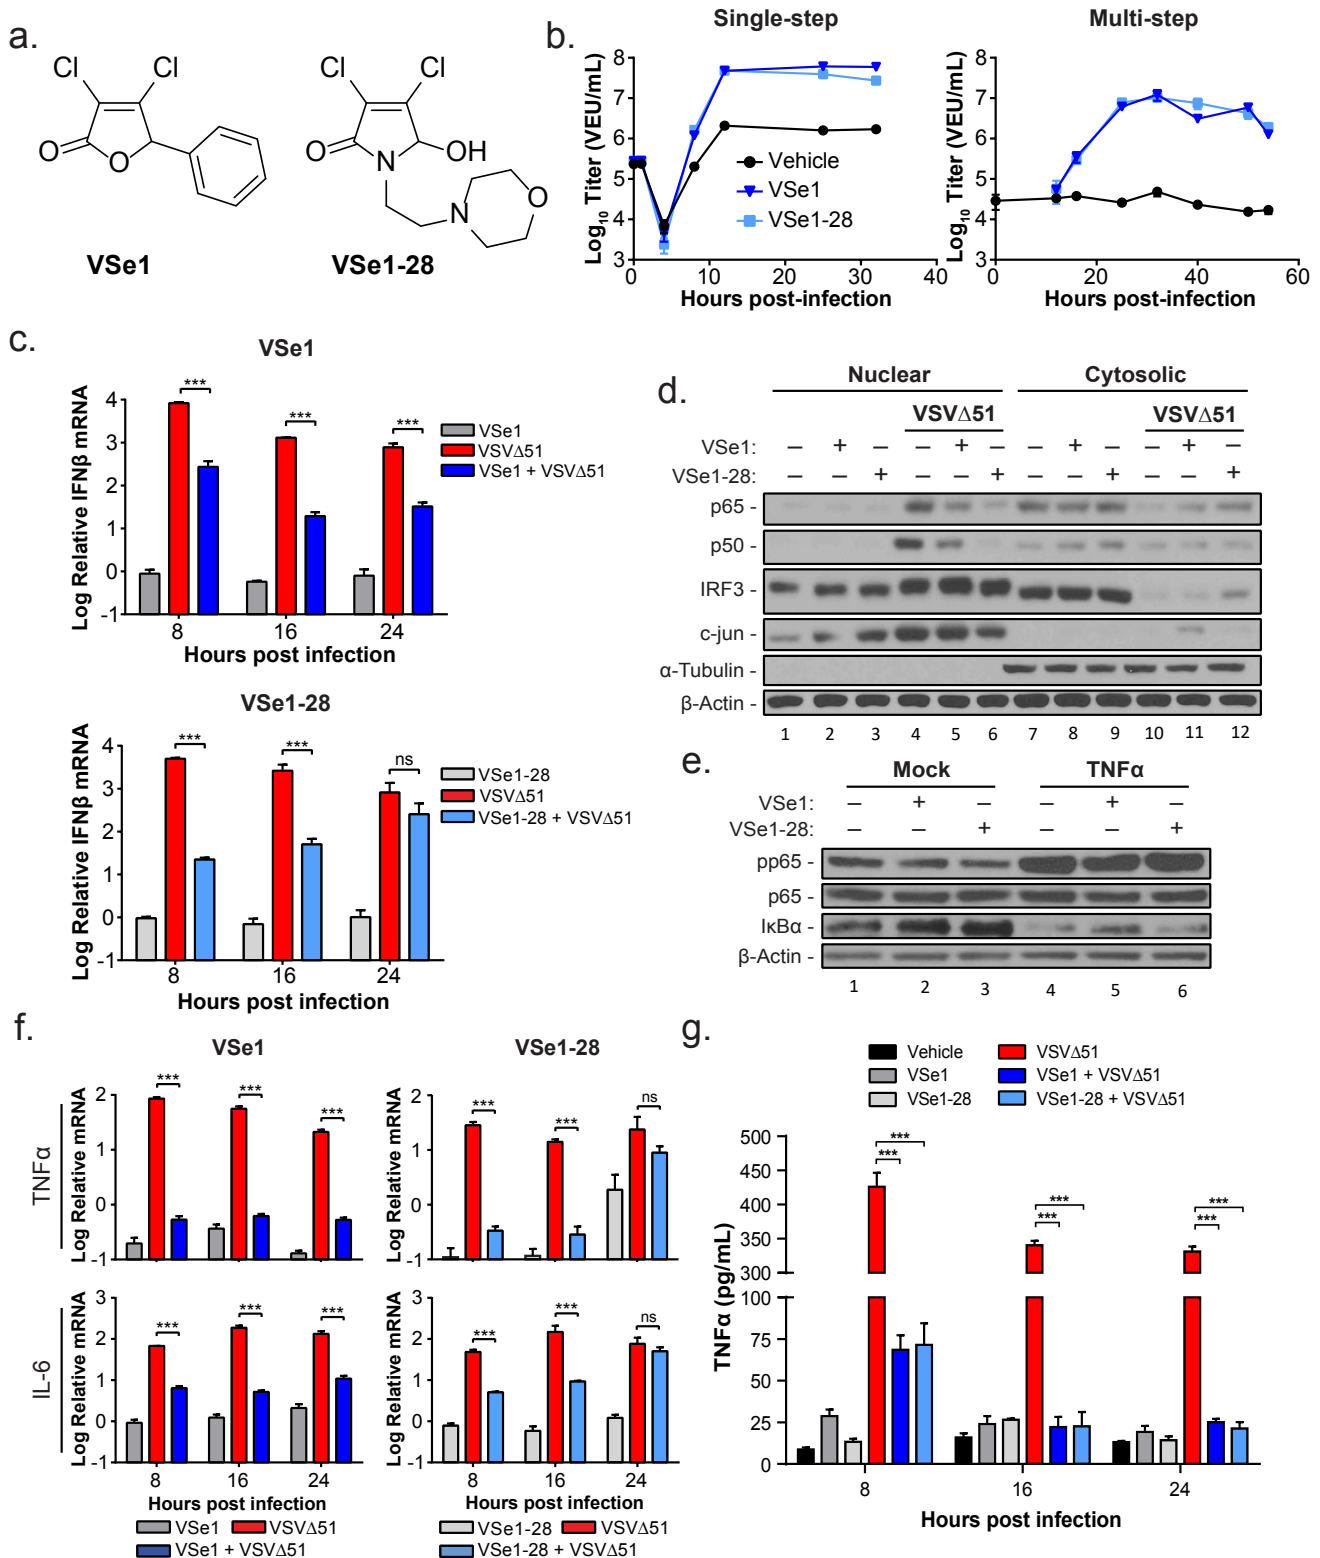 a.
Cl
Cl
O
O
VSe1
Cl
Cl
O
N
OH
N
O
VSe1-28
b.
Single-step
Log10 Titer (VEU/mL)
8
7
6
5
4
3
0
10
20
30
40
Hours post-infection
Vehicle
VSe1
VSe1-28
Multi-step
Log10 Titer (VEU/mL)
8
7
6
5
4
3
0
20
40
60
Hours post-infection
c.
VSe1
Log Relative IFNβ mRNA
4
3
2
1
0
-1
***
***
***
8
16
24
Hours post infection
VSe1
VSVΔ51
VSe1 + VSVΔ51
VSe1-28
Log Relative IFNβ mRNA
4
3
2
1
0
-1
***
***
ns
8
16
24
Hours post infection
VSe1-28
VSVΔ51
VSe1-28 + VSVΔ51
d.
Nuclear
Cytosolic
VSVΔ51
VSVΔ51
VSe1: – + – – + – – + – – + –
VSe1-28: – – + – – + – – + – – +
p65 -
p50 -
IRF3 -
c-jun -
α-Tubulin -
β-Actin -
1 2 3 4 5 6 7 8 9 10 11 12
e.
Mock
TNFα
VSe1: – + – – + –
VSe1-28: – – + – – +
pp65 -
p65 -
IκBα -
β-Actin -
1 2 3 4 5 6
f.
VSe1
VSe1-28
TNFα
Log Relative mRNA
2
1
0
-1
***
***
***
Log Relative mRNA
2
1
0
-1
***
***
ns
IL-6
Log Relative mRNA
3
2
1
0
-1
***
***
***
8
16
24
Hours post infection
VSe1
VSVΔ51
VSe1 + VSVΔ51
Log Relative mRNA
3
2
1
0
-1
***
***
ns
8
16
24
Hours post infection
VSe1-28
VSVΔ51
VSe1-28 + VSVΔ51
g.
Vehicle
VSe1
VSe1-28
VSVΔ51
VSe1 + VSVΔ51
VSe1-28 + VSVΔ51
TNFα (pg/mL)
500
450
400
350
300
100
75
50
25
0
***
***
***
***
***
***
8
16
24
Hours post infection